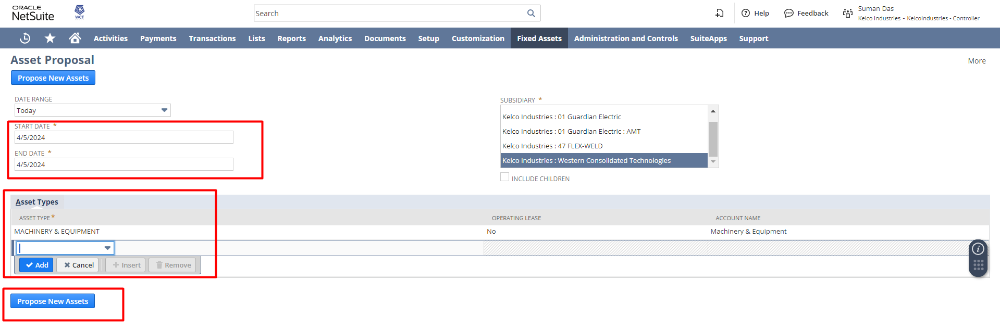 ORACLE
NetSuite
WCT
Search
Help
Feedback
Suman Das
Kelco Industries - KelcoIndustries - Controller
Activities Payments Transactions Lists Reports Analytics Documents Setup Customization Fixed Assets Administration and Controls SuiteApps Support
Asset Proposal
More
Propose New Assets
DATE RANGE
Today
START DATE *
4/5/2024
END DATE *
4/5/2024
SUBSIDIARY *
Kelco Industries : 01 Guardian Electric
Kelco Industries : 01 Guardian Electric : AMT
Kelco Industries : 47 FLEX-WELD
Kelco Industries : Western Consolidated Technologies
INCLUDE CHILDREN
Asset Types
ASSET TYPE * OPERATING LEASE ACCOUNT NAME
MACHINERY & EQUIPMENT No Machinery & Equipment
Add Cancel Insert Remove
Propose New Assets